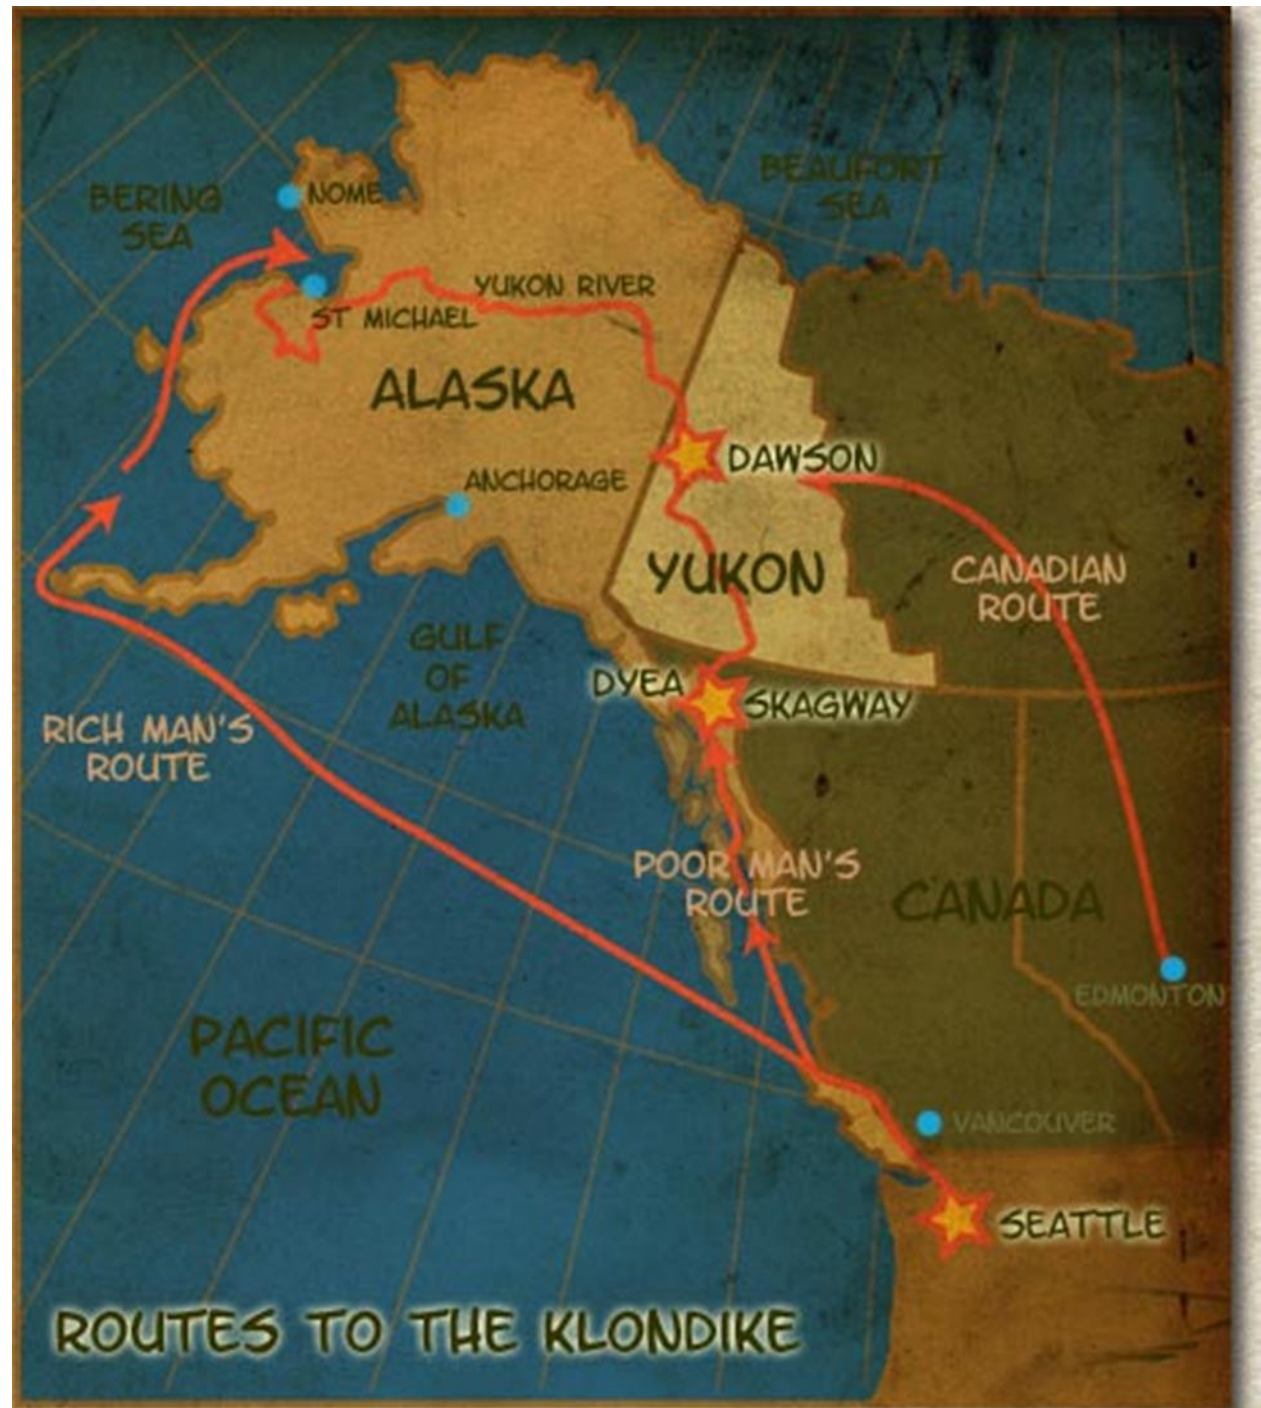 BEAUFORT
SEA
BERING
SEA
NOME
YUKON RIVER
ST MICHAEL
ALASKA
DAWSON
ANCHORAGE
YUKON
CANADIAN
ROUTE
GULF
OF
ALASKA
DYEA
SKAGWAY
RICH MAN'S
ROUTE
POOR MAN'S
ROUTE
CANADA
EDMONTON
PACIFIC
OCEAN
VANCOUVER
SEATTLE
ROUTES TO THE KLONDIKE